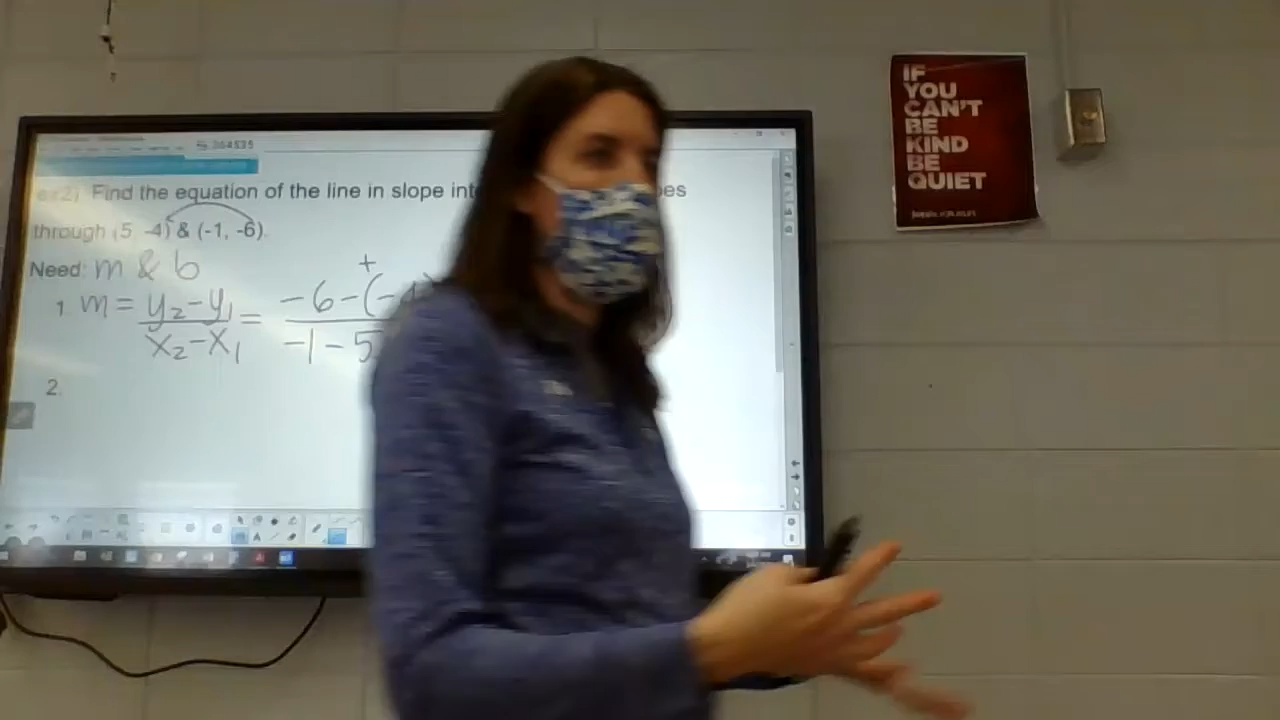 ex2) Find the equation of the line in slope
through (5, -4) & (-1, -6).
Need: m & b
1. m = y₂-y₁ / x₂-x₁ = -6-(-4 / -1-5
+
2.
IF
YOU
CAN'T
BE
KIND
BE
QUIET